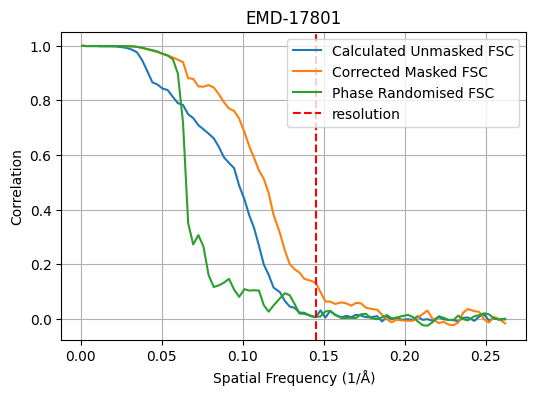 EMD-17801
Calculated Unmasked FSC
Corrected Masked FSC
Phase Randomised FSC
resolution
Correlation
1.0
0.8
0.6
0.4
0.2
0.0
0.00 0.05 0.10 0.15 0.20 0.25
Spatial Frequency (1/Å)